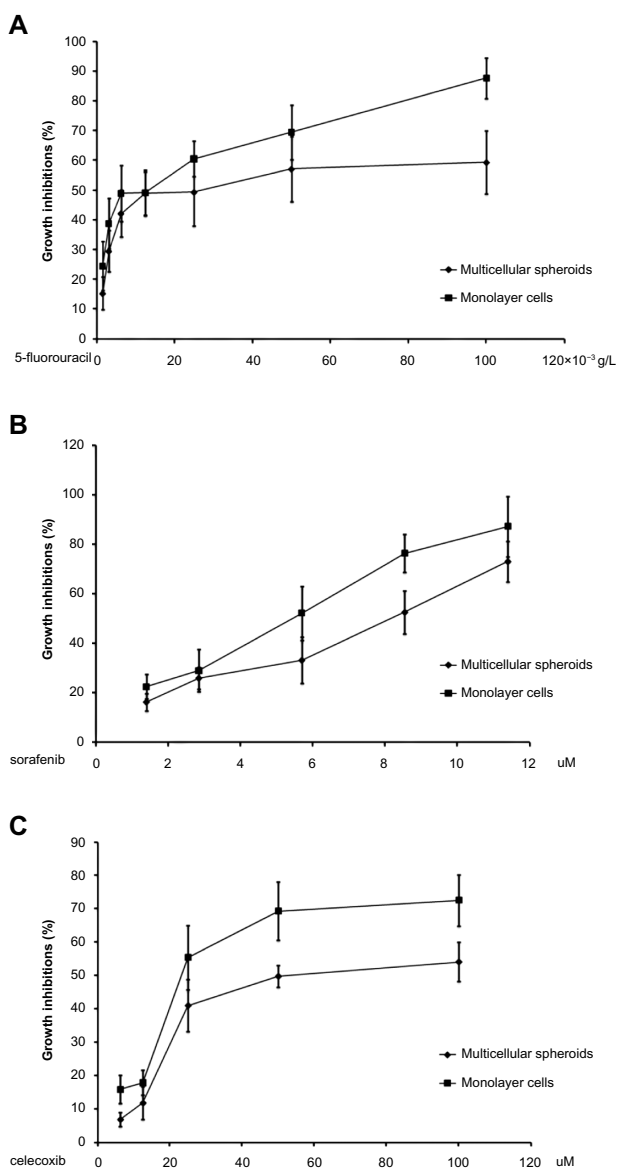 A
Growth inhibitions (%)
100
90
80
70
60
50
40
30
20
10
0
Multicellular spheroids
Monolayer cells
5-fluorouracil 0 20 40 60 80 100 120×10⁻³ g/L
B
Growth inhibitions (%)
120
100
80
60
40
20
0
Multicellular spheroids
Monolayer cells
sorafenib 0 2 4 6 8 10 12 uM
C
Growth inhibitions (%)
90
80
70
60
50
40
30
20
10
0
Multicellular spheroids
Monolayer cells
celecoxib 0 20 40 60 80 100 120 uM